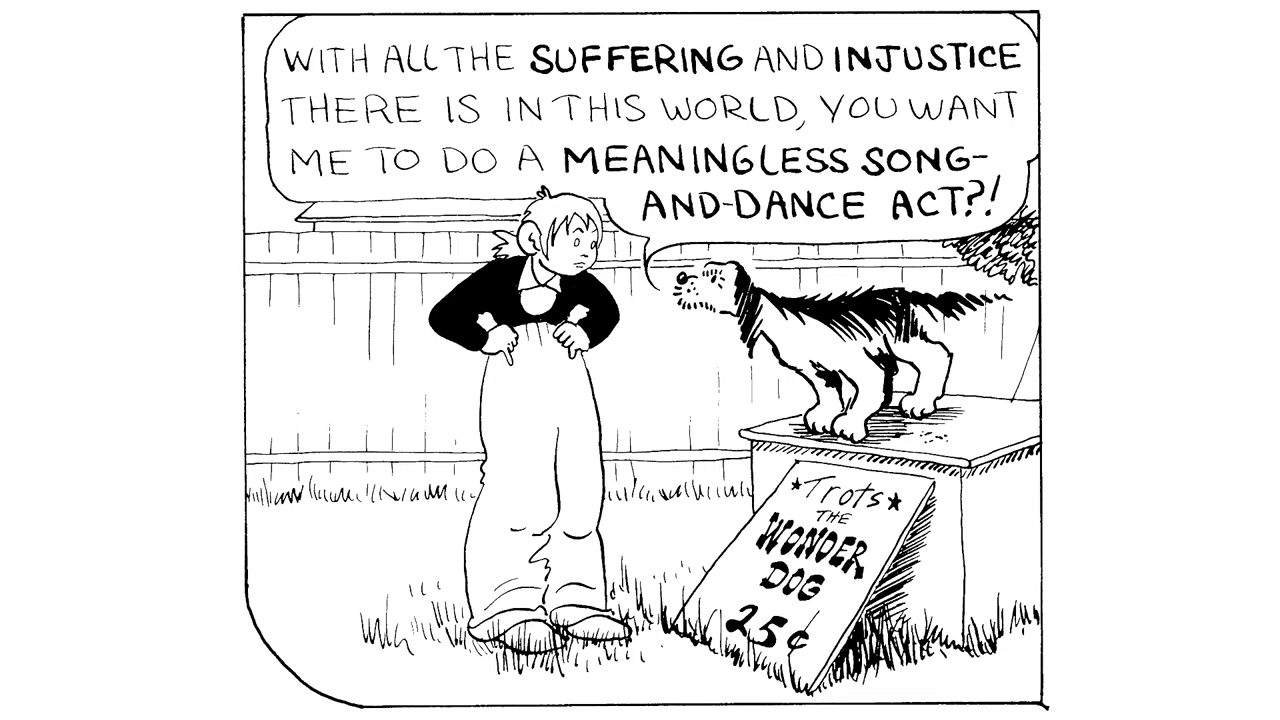 WITH ALL THE SUFFERING AND INJUSTICE
THERE IS IN THIS WORLD, YOU WANT
ME TO DO A MEANINGLESS SONG-
AND-DANCE ACT?!
★Trots★
THE
WONDER
DOG
25¢